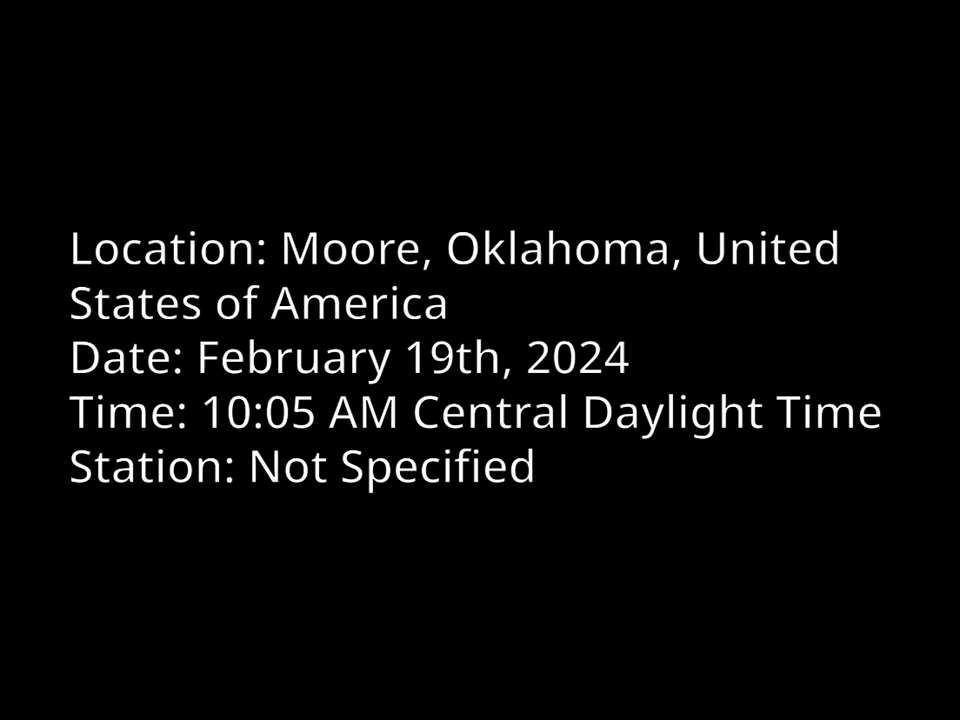 Location: Moore, Oklahoma, United
States of America
Date: February 19th, 2024
Time: 10:05 AM Central Daylight Time
Station: Not Specified